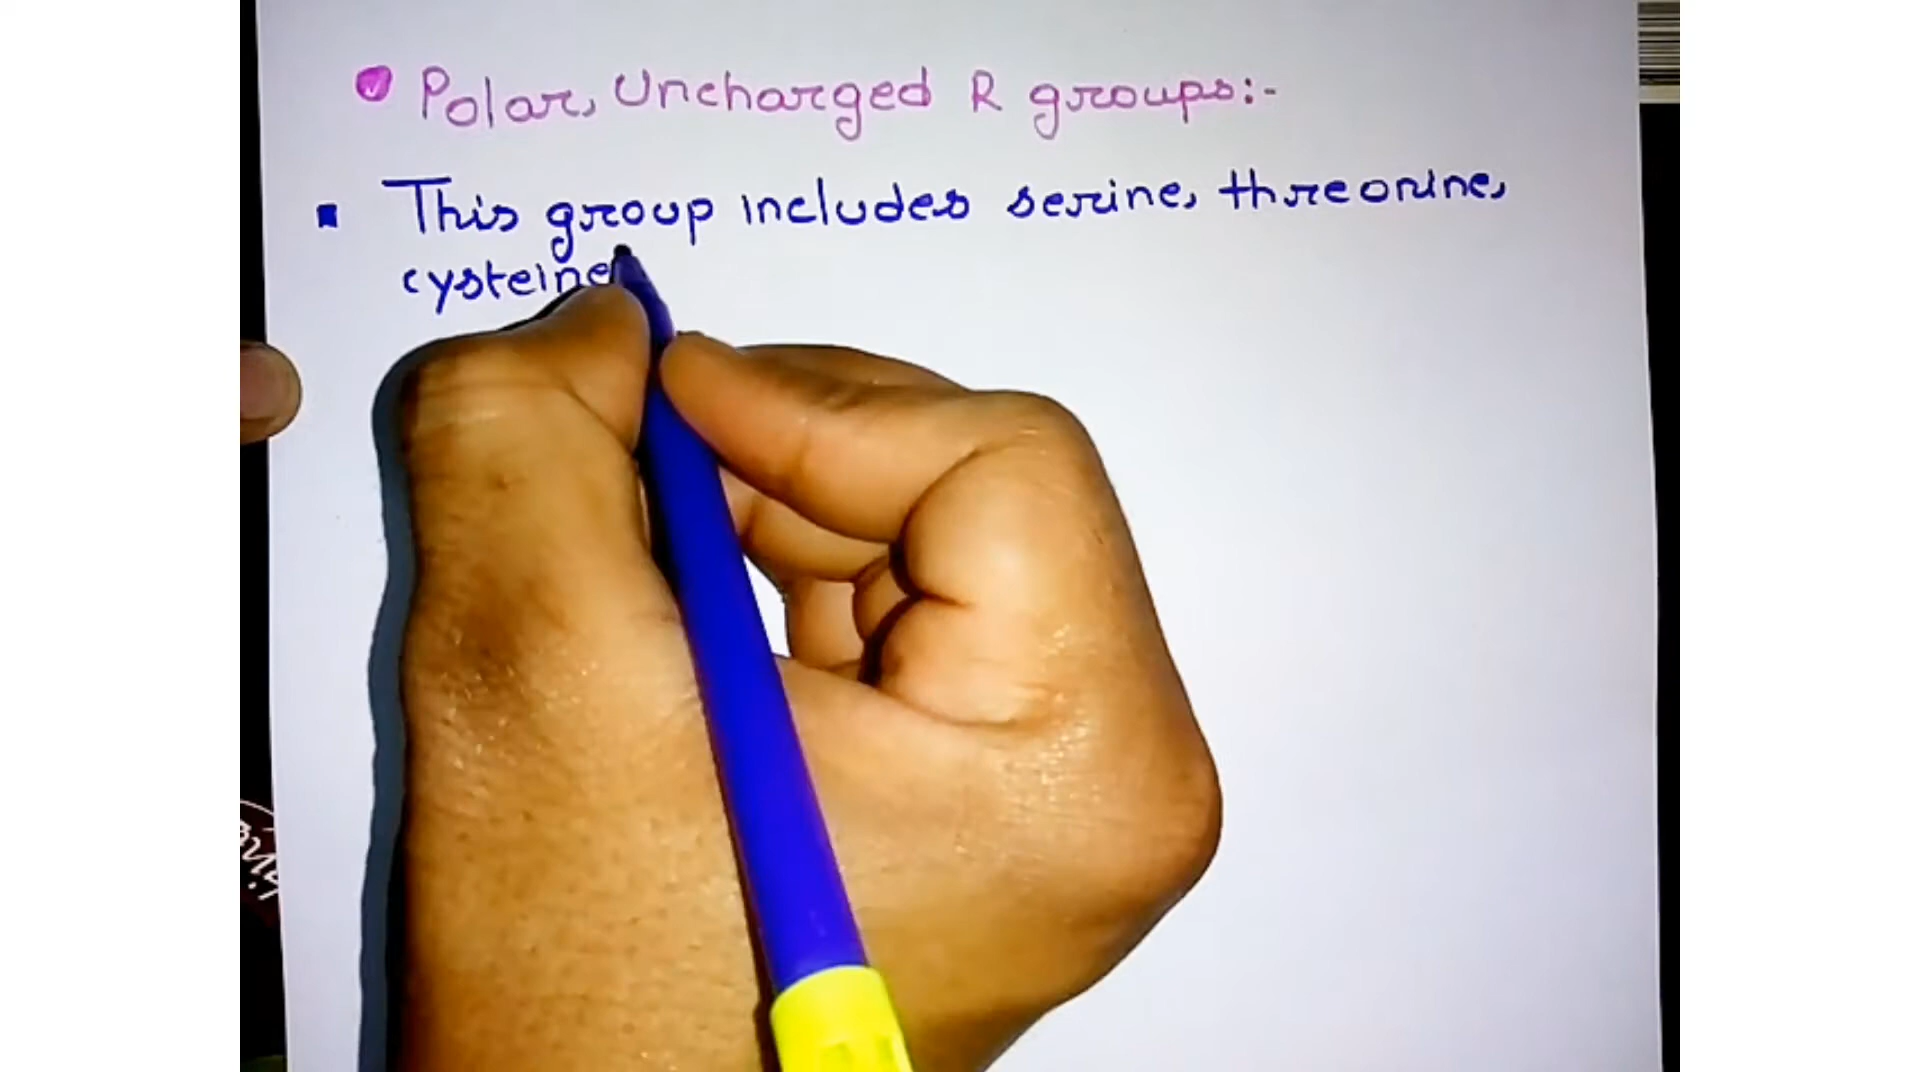 Polar, Uncharged R groups:-
This group includes serine, threonine,
cysteine